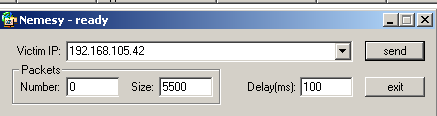 Nemesy - ready
Victim IP: 192.168.105.42 send
Packets
Number: 0 Size: 5500 Delay(ms): 100 exit